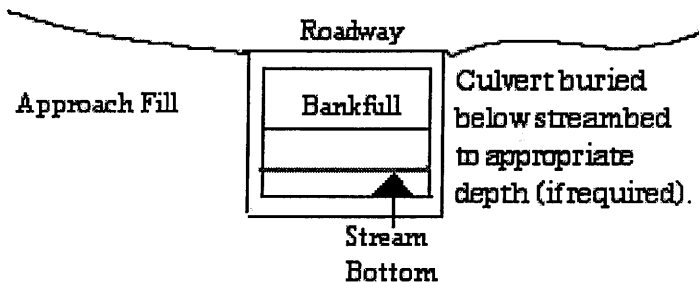 Roadway
Approach Fill
Bankfull
Culvert buried
below streambed
to appropriate
depth (if required).
Stream
Bottom